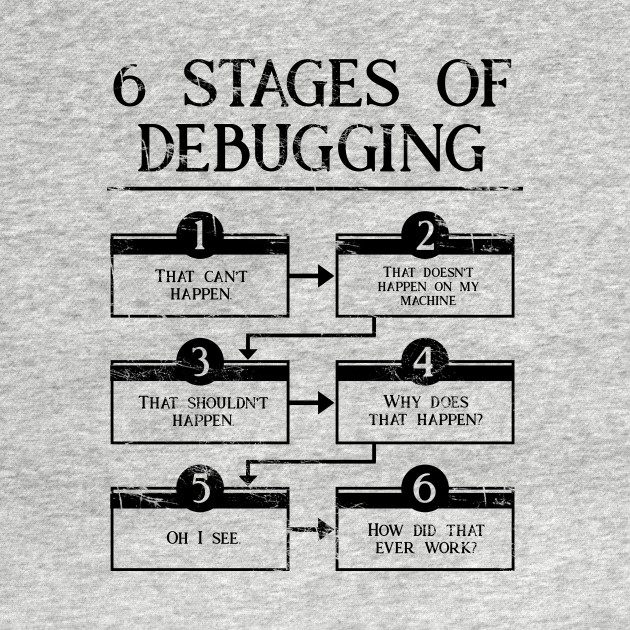 6 STAGES OF
DEBUGGING
1
THAT CAN'T
HAPPEN.
2
THAT DOESN'T
HAPPEN ON MY
MACHINE
3
THAT SHOULDN'T
HAPPEN.
4
WHY DOES
THAT HAPPEN?
5
OH I SEE.
6
HOW DID THAT
EVER WORK?